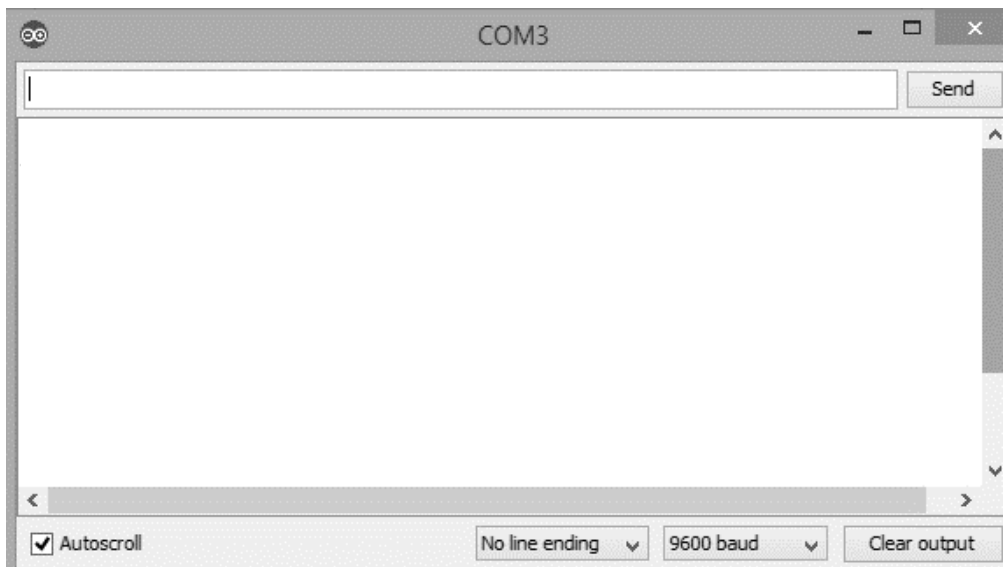 COM3
Send
Autoscroll
No line ending
9600 baud
Clear output